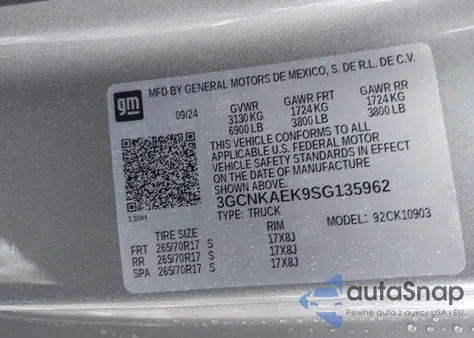 MFD BY GENERAL MOTORS DE MEXICO, S. DE R.L. DE C.V.
gm
09/24 GVWR GAWR FRT GAWR RR
3130 KG 1724 KG 1724 KG
6900 LB 3800 LB 3800 LB
THIS VEHICLE CONFORMS TO ALL
APPLICABLE U.S. FEDERAL MOTOR
VEHICLE SAFETY STANDARDS IN
EFFECT ON THE DATE OF MANUFACTURE
SHOWN ABOVE.
3GCNKAEK9SG135962
TYPE: TRUCK MODEL: 92CK10903
130H
TIRE SIZE RIM
FRT 265/70R17 S 17X8J
RR 265/70R17 S 17X8J
SPA 265/70R17 S 17X8J
autoSnap
Pewne auta z aukcji USA i EU